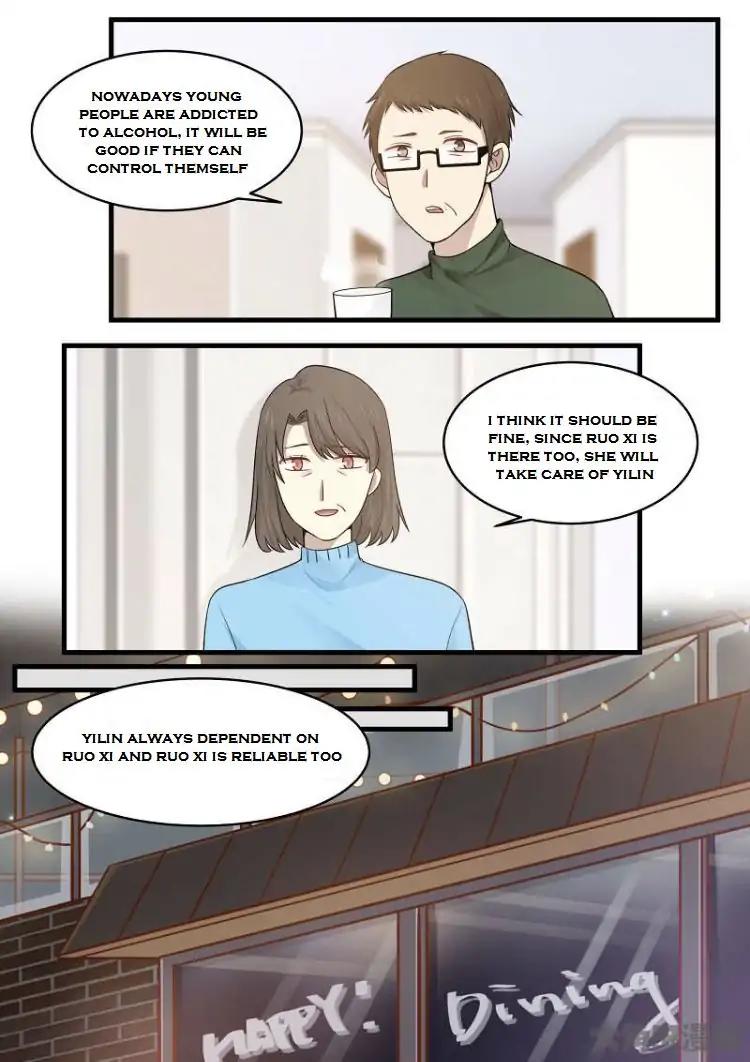 NOWADAYS YOUNG
PEOPLE ARE ADDICTED
TO ALCOHOL, IT WILL BE
GOOD IF THEY CAN
CONTROL THEMSELF
I THINK IT SHOULD BE
FINE, SINCE RUO XI IS
THERE TOO, SHE WILL
TAKE CARE OF YILIN
YILIN ALWAYS DEPENDENT ON
RUO XI AND RUO XI IS RELIABLE TOO
HAPPY: Dining